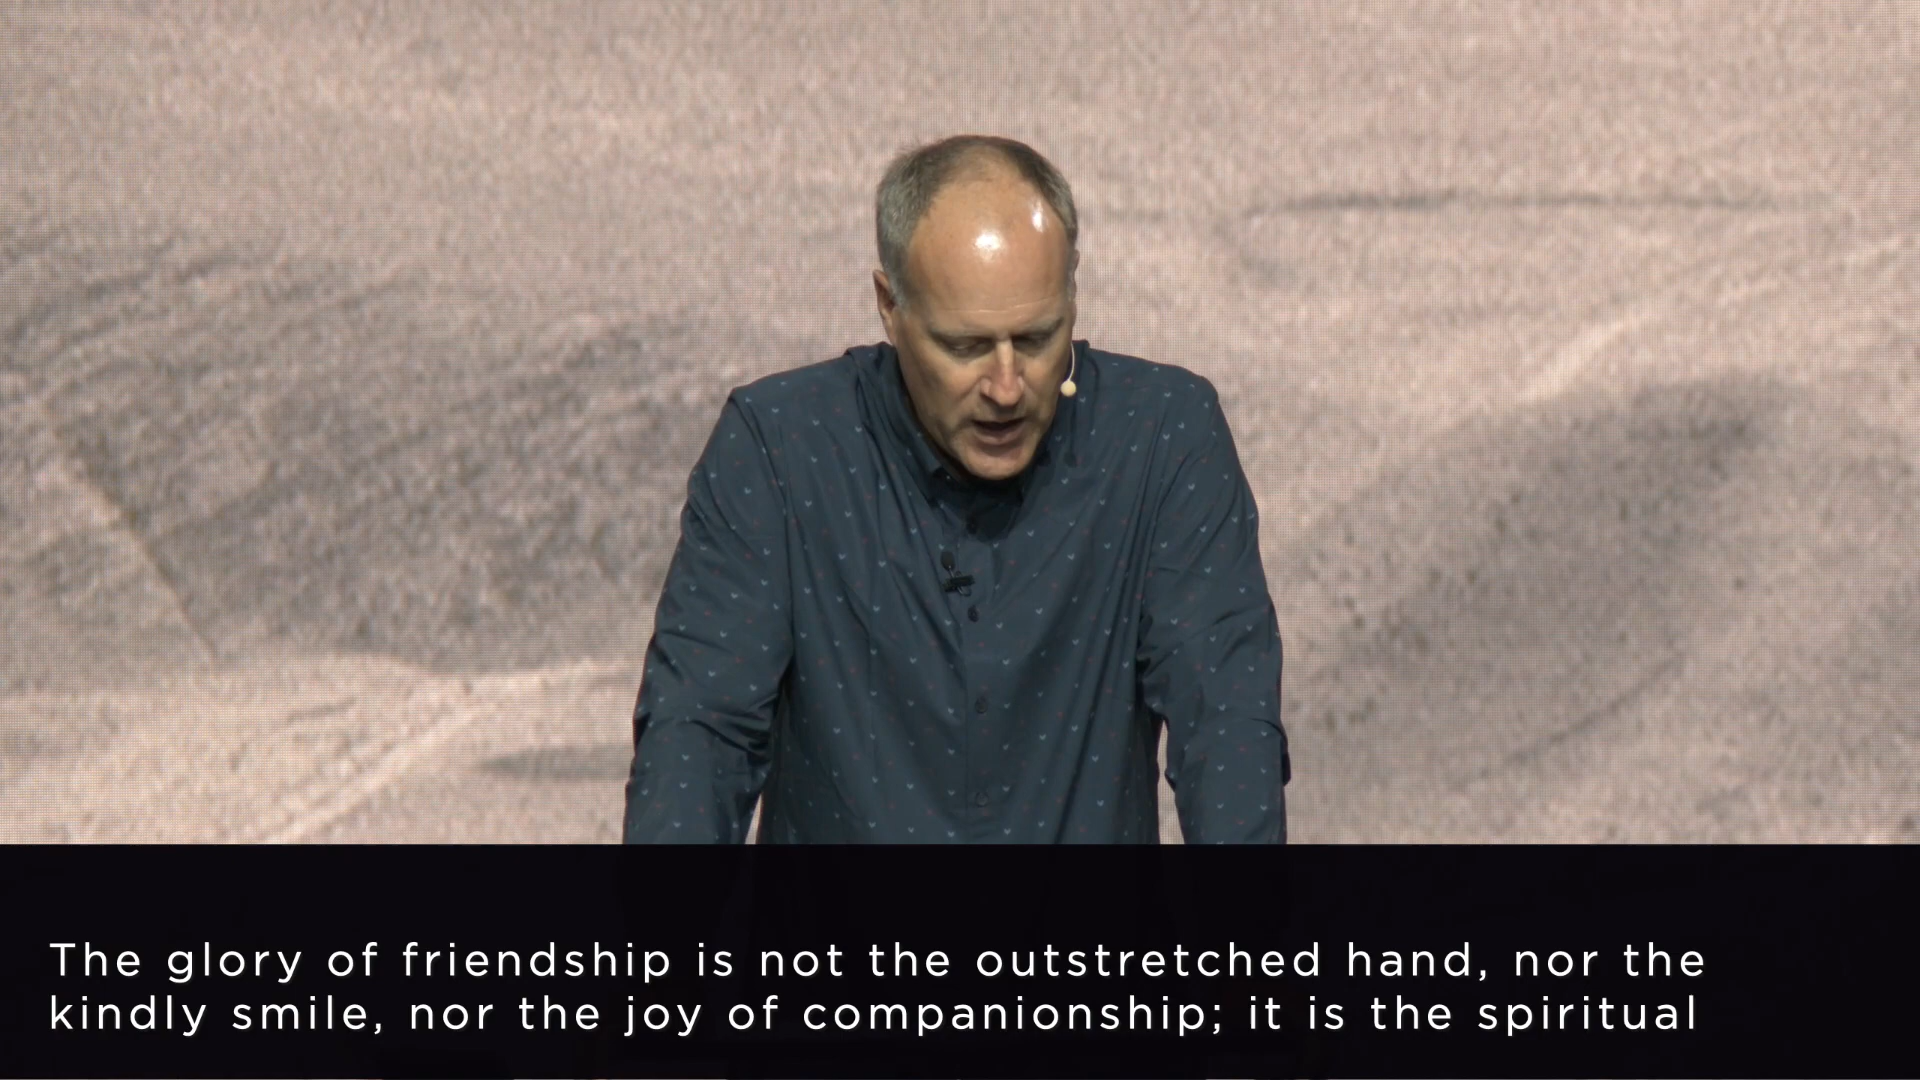 The glory of friendship is not the outstretched hand, nor the
kindly smile, nor the joy of companionship; it is the spiritual